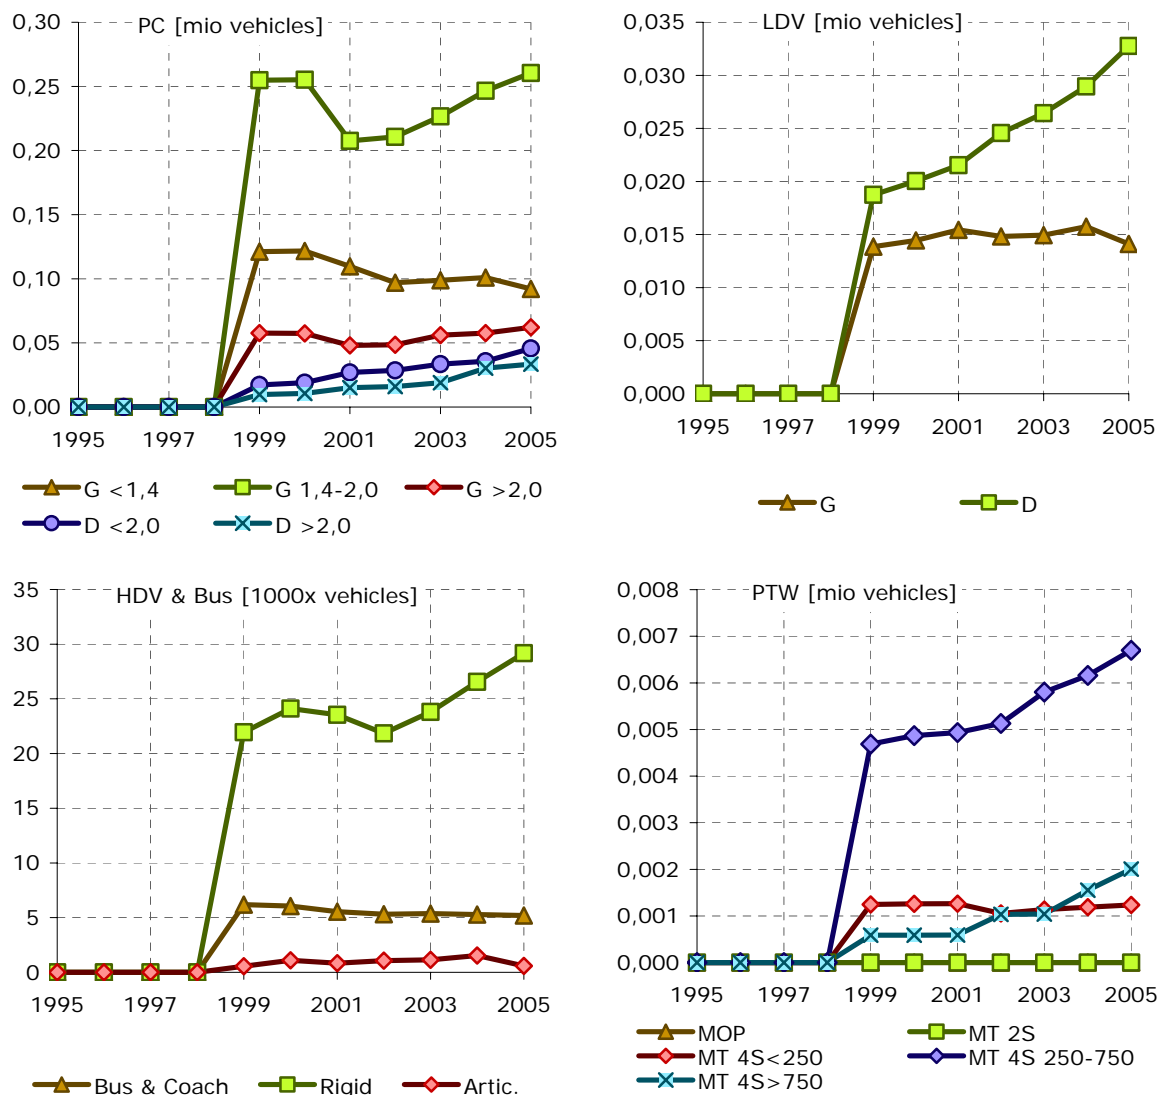 PC [mio vehicles]
0,30
0,25
0,20
0,15
0,10
0,05
0,00
1995 1997 1999 2001 2003 2005
G <1,4 G 1,4-2,0 G >2,0
D <2,0 D >2,0
LDV [mio vehicles]
0,035
0,030
0,025
0,020
0,015
0,010
0,005
0,000
1995 1997 1999 2001 2003 2005
G D
HDV & Bus [1000x vehicles]
35
30
25
20
15
10
5
0
1995 1997 1999 2001 2003 2005
Bus & Coach Rigid Artic.
PTW [mio vehicles]
0,008
0,007
0,006
0,005
0,004
0,003
0,002
0,001
0,000
1995 1997 1999 2001 2003 2005
MOP MT 2S
MT 4S<250 MT 4S 250-750
MT 4S>750